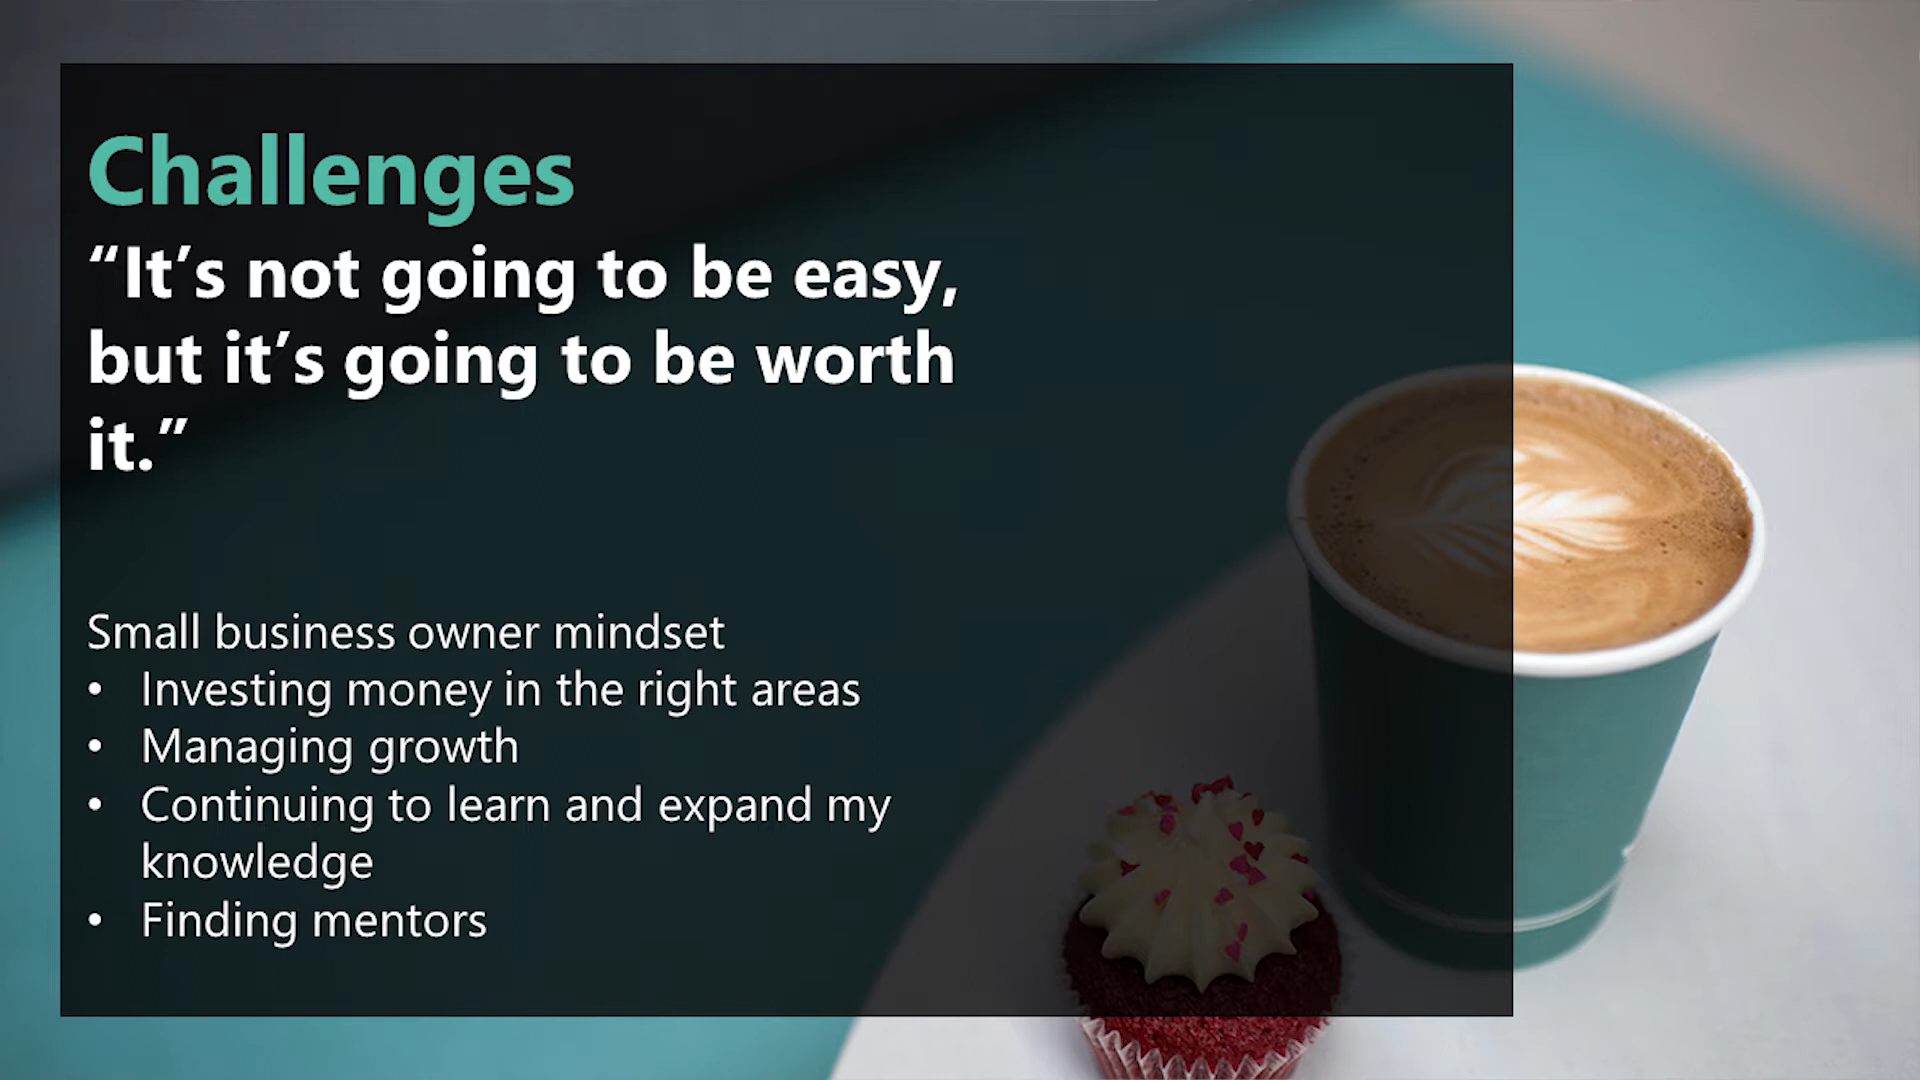 Challenges
“It’s not going to be easy,
but it’s going to be worth
it.”
Small business owner mindset
• Investing money in the right areas
• Managing growth
• Continuing to learn and expand my
knowledge
• Finding mentors